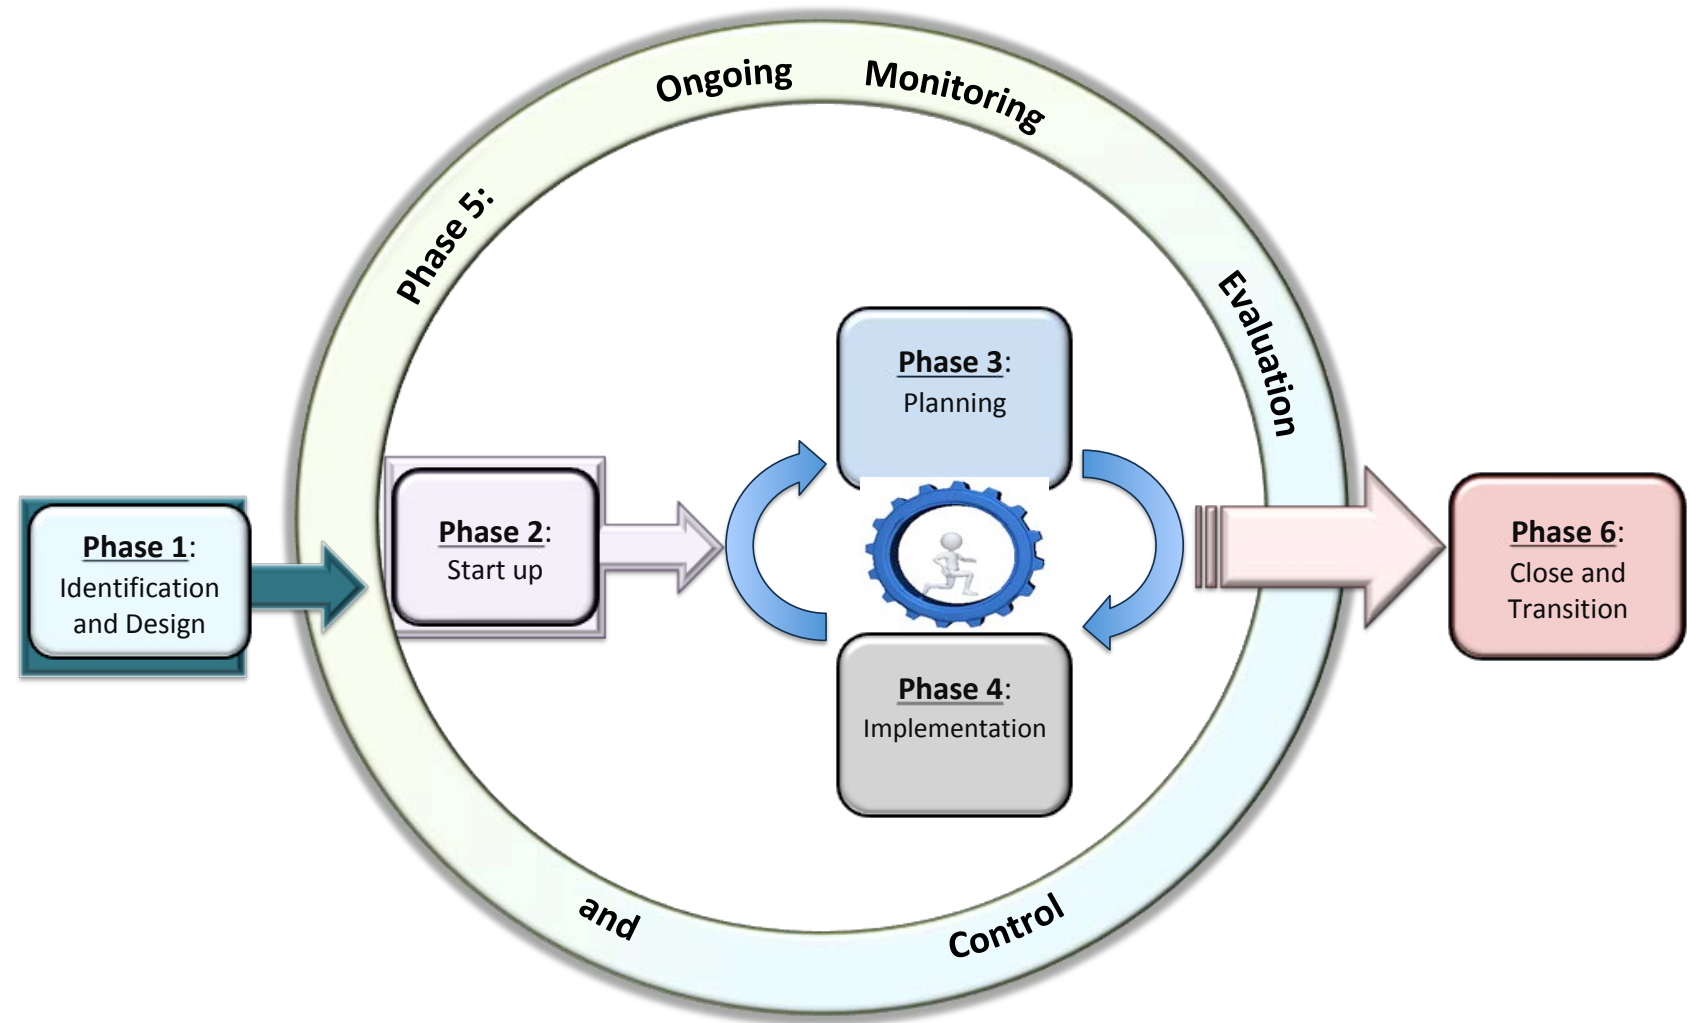 Phase 5:
Ongoing
Monitoring
Evaluation
and
Control
Phase 1:
Identification
and Design
Phase 2:
Start up
Phase 3:
Planning
Phase 4:
Implementation
Phase 6:
Close and
Transition